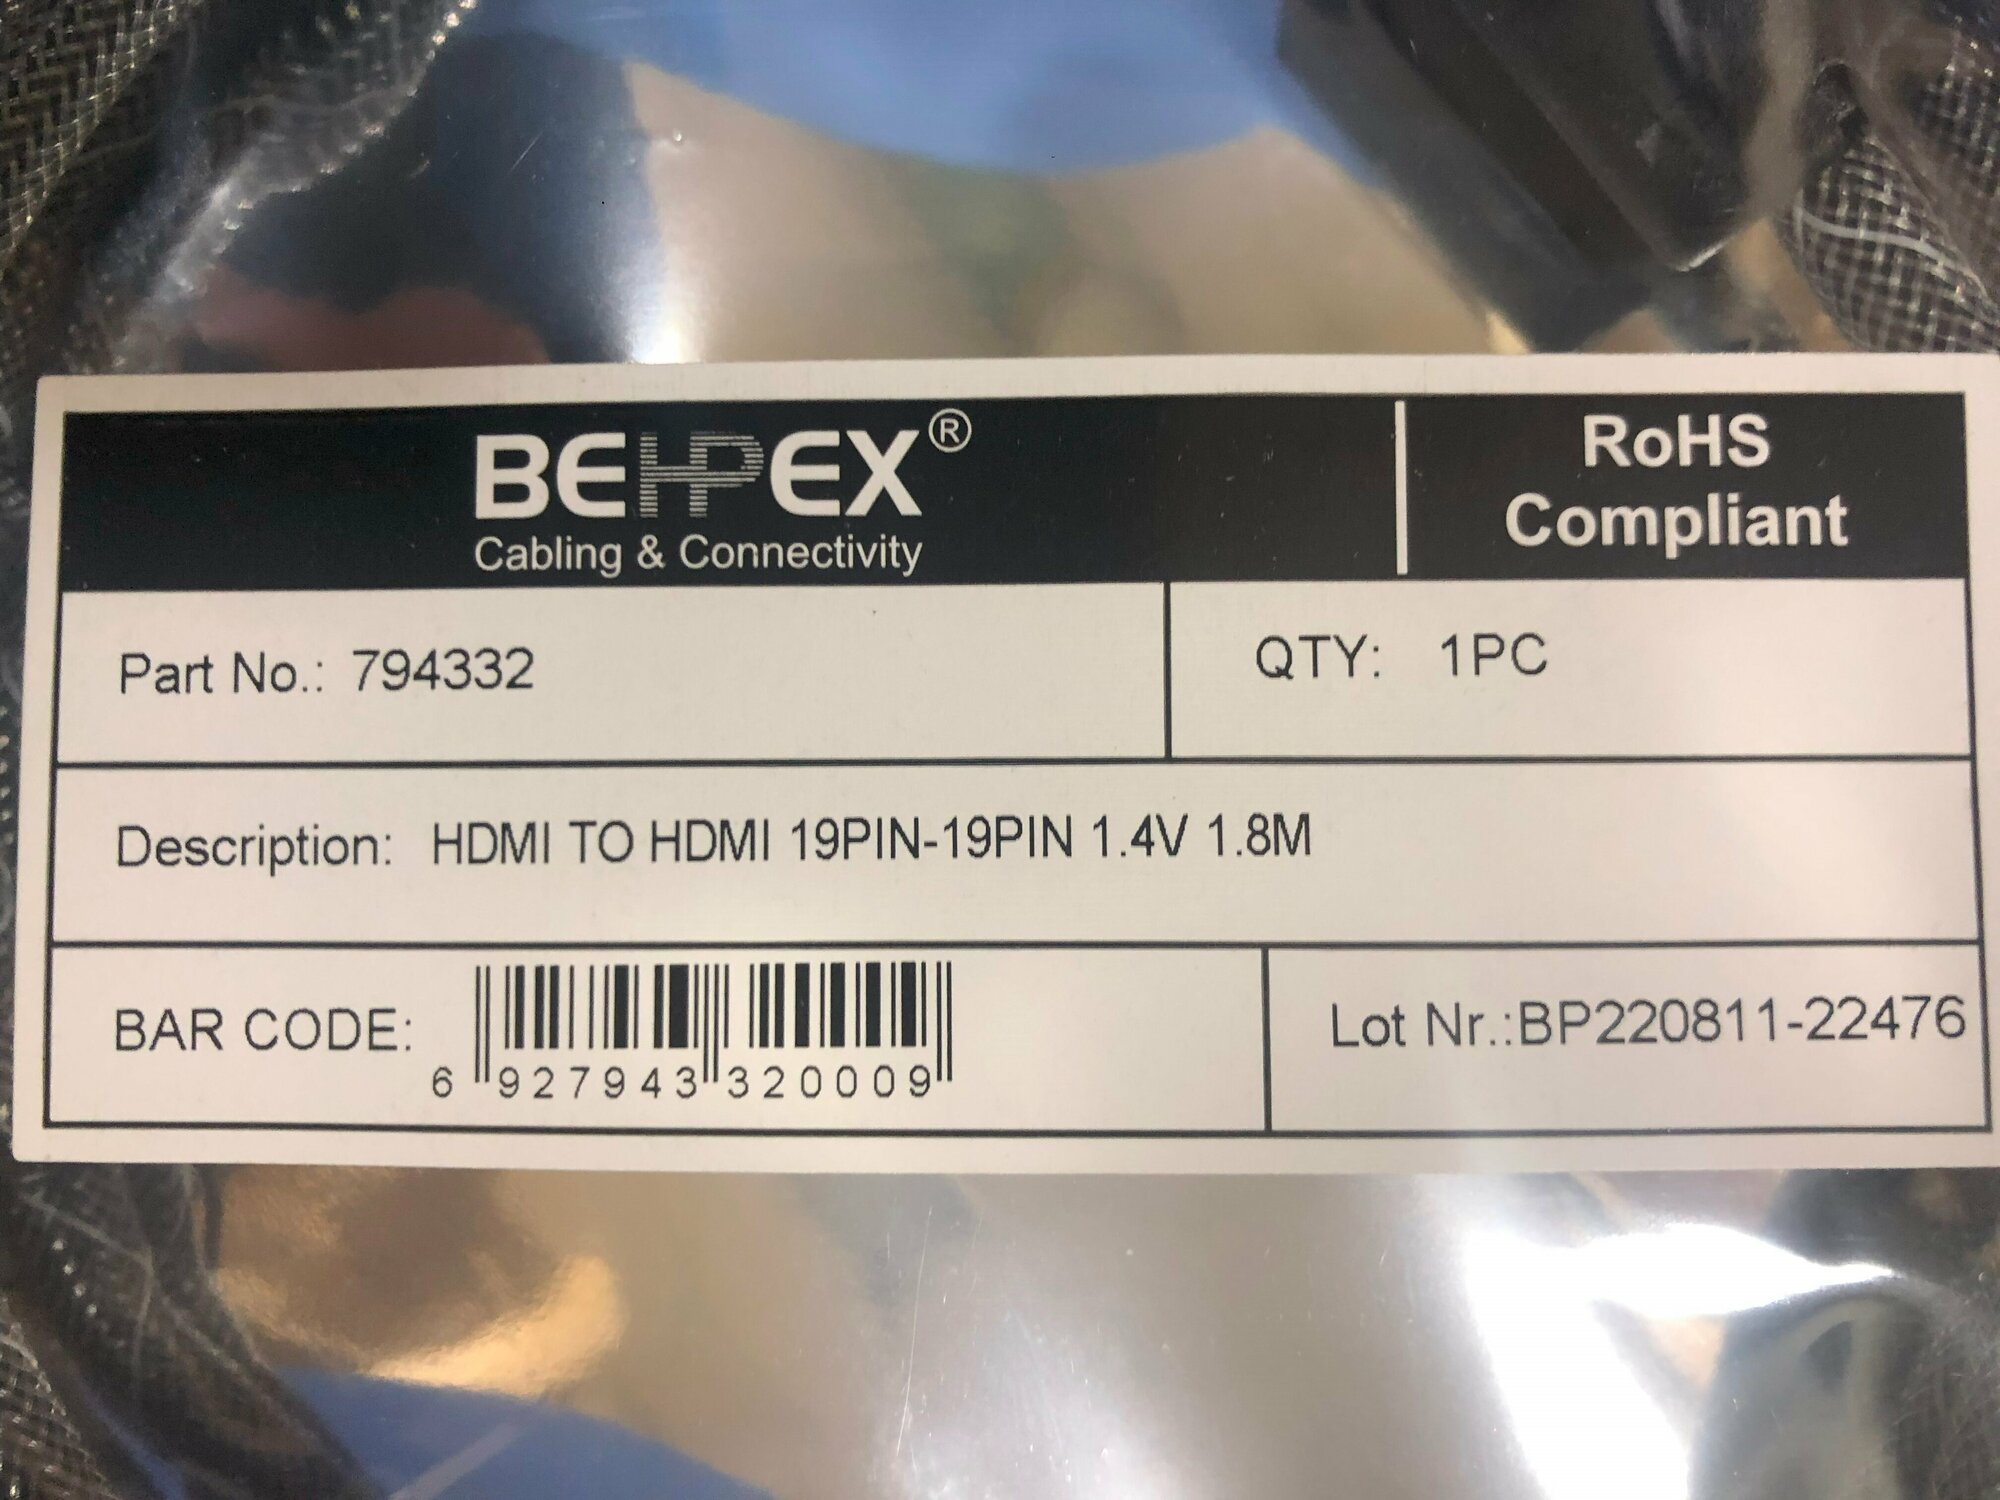 BEHPEX®
Cabling & Connectivity
RoHS
Compliant
Part No.: 794332
QTY: 1PC
Description: HDMI TO HDMI 19PIN-19PIN 1.4V 1.8M
BAR CODE:
6 927943 320009
Lot Nr.:BP220811-22476